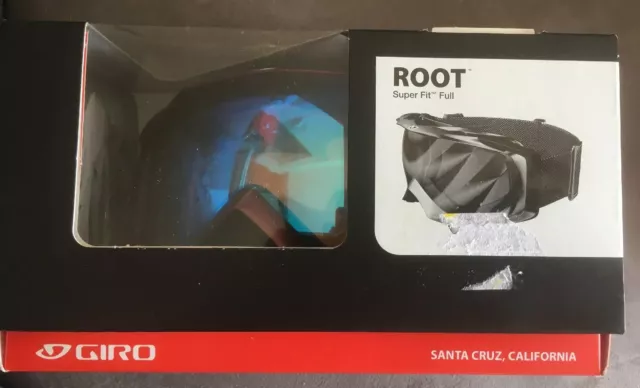 ROOT™
Super Fit™ Full
GIRO
SANTA CRUZ, CALIFORNIA